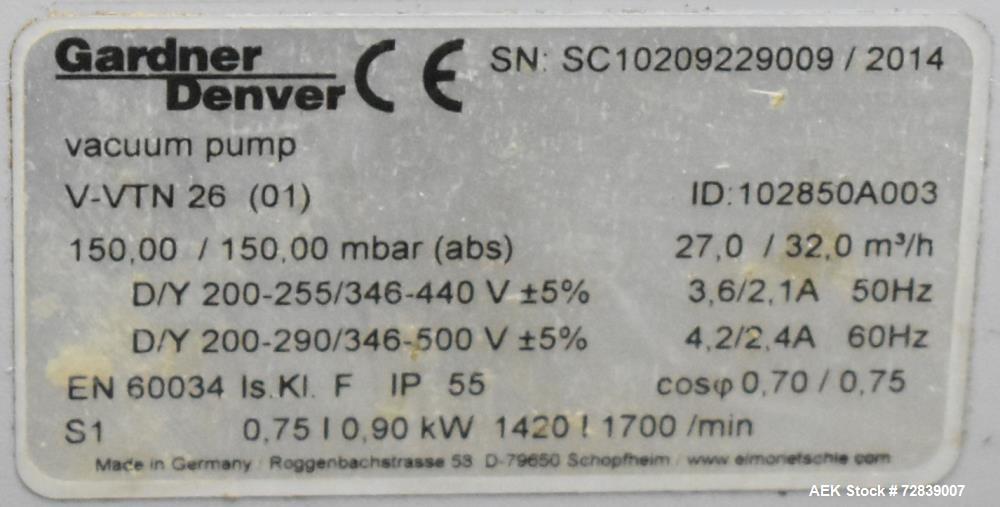 Gardner Denver CE SN: SC10209229009 / 2014
vacuum pump
V-VTN 26 (01) ID:102850A003
150,00 / 150,00 mbar (abs) 27,0 / 32,0 m³/h
D/Y 200-255/346-440 V ±5% 3,6/2,1A 50Hz
D/Y 200-290/346-500 V ±5% 4,2/2,4A 60Hz
EN 60034 Is.Kl. F IP 55 cosφ 0,70 / 0,75
S1 0,75 I 0,90 kW 1420 I 1700 /min
Made in Germany / Roggenbachstrasse 58 D-79650 Schopfheim / www.elmorietschle.com
AEK Stock # 72839007